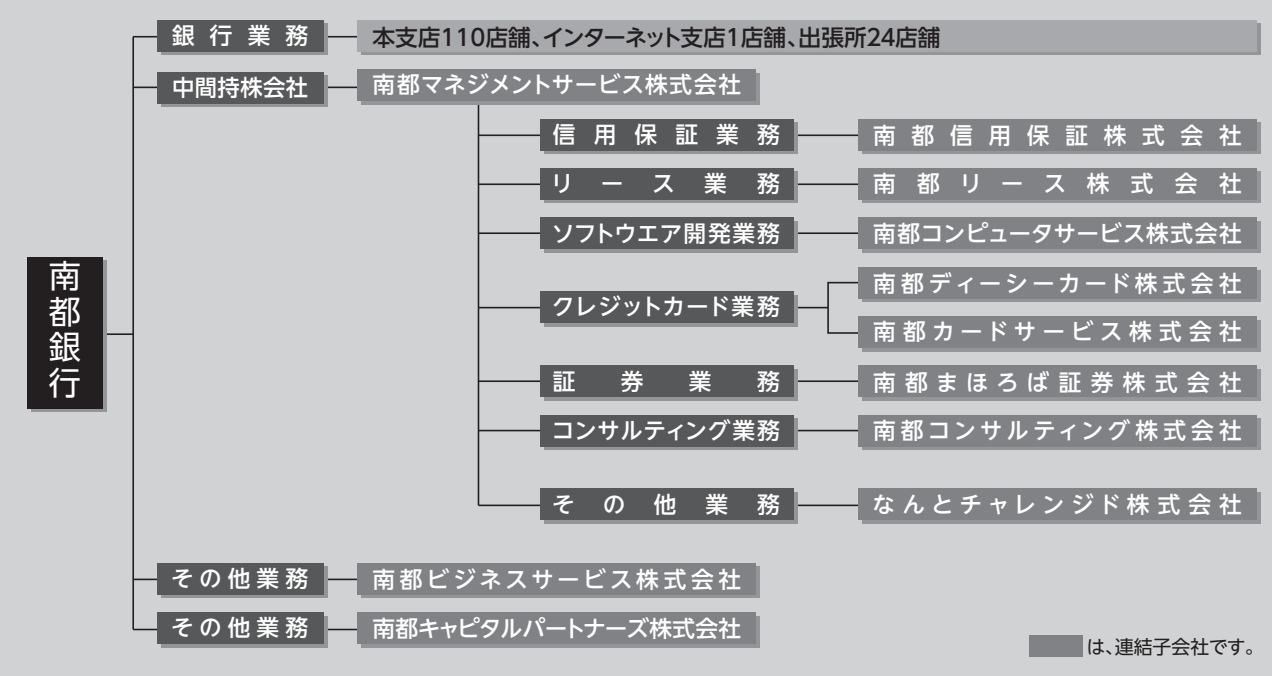 南都銀行
銀行業務
本支店110店舗、インターネット支店1店舗、出張所24店舗
中間持株会社
南都マネジメントサービス株式会社
信用保証業務
南都信用保証株式会社
リース業務
南都リース株式会社
ソフトウエア開発業務
南都コンピュータサービス株式会社
クレジットカード業務
南都ディーシーカード株式会社
南都カードサービス株式会社
証券業務
南都まほろば証券株式会社
コンサルティング業務
南都コンサルティング株式会社
その他業務
なんとチャレンジド株式会社
その他業務
南都ビジネスサービス株式会社
その他業務
南都キャピタルパートナーズ株式会社
は、連結子会社です。